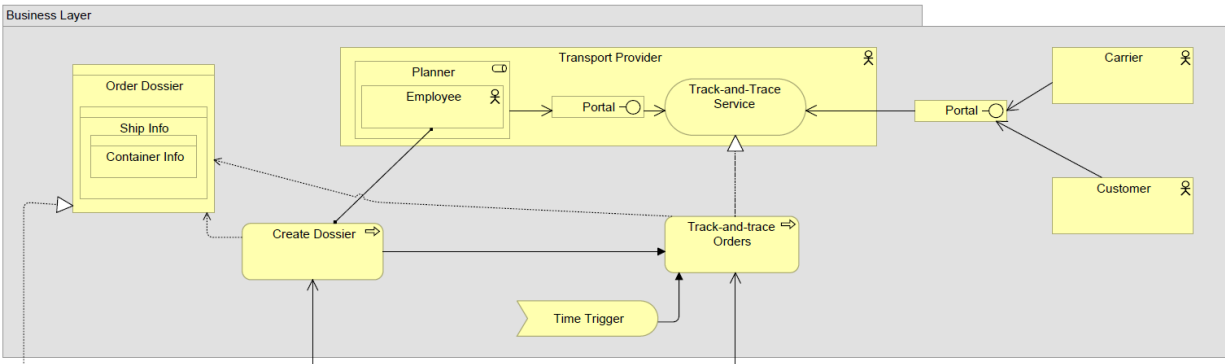 Business Layer
Order Dossier
Ship Info
Container Info
Transport Provider
Planner
Employee
Portal
Track-and-Trace
Service
Portal
Carrier
Customer
Create Dossier
Track-and-trace
Orders
Time Trigger